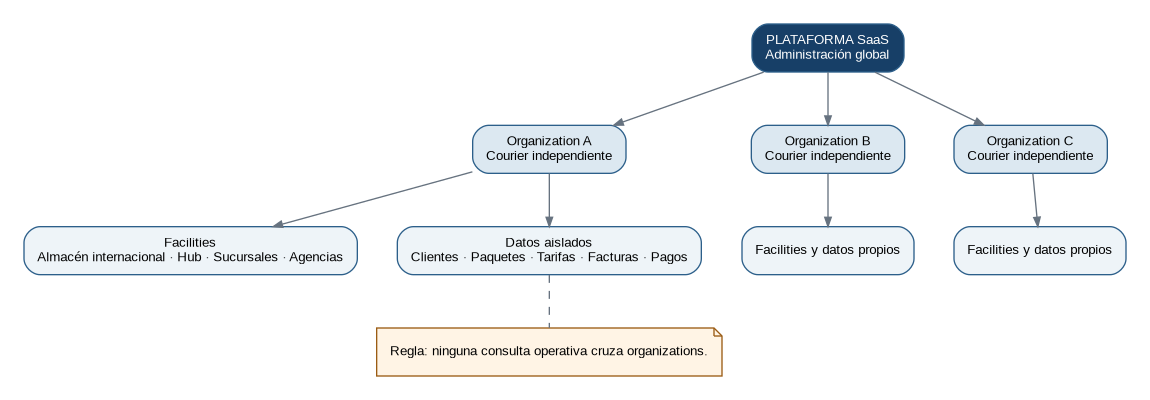 PLATAFORMA SaaS
Administración global
Organization A
Courier independiente
Organization B
Courier independiente
Organization C
Courier independiente
Facilities
Almacén internacional · Hub · Sucursales · Agencias
Datos aislados
Clientes · Paquetes · Tarifas · Facturas · Pagos
Facilities y datos propios
Facilities y datos propios
Regla: ninguna consulta operativa cruza organizations.